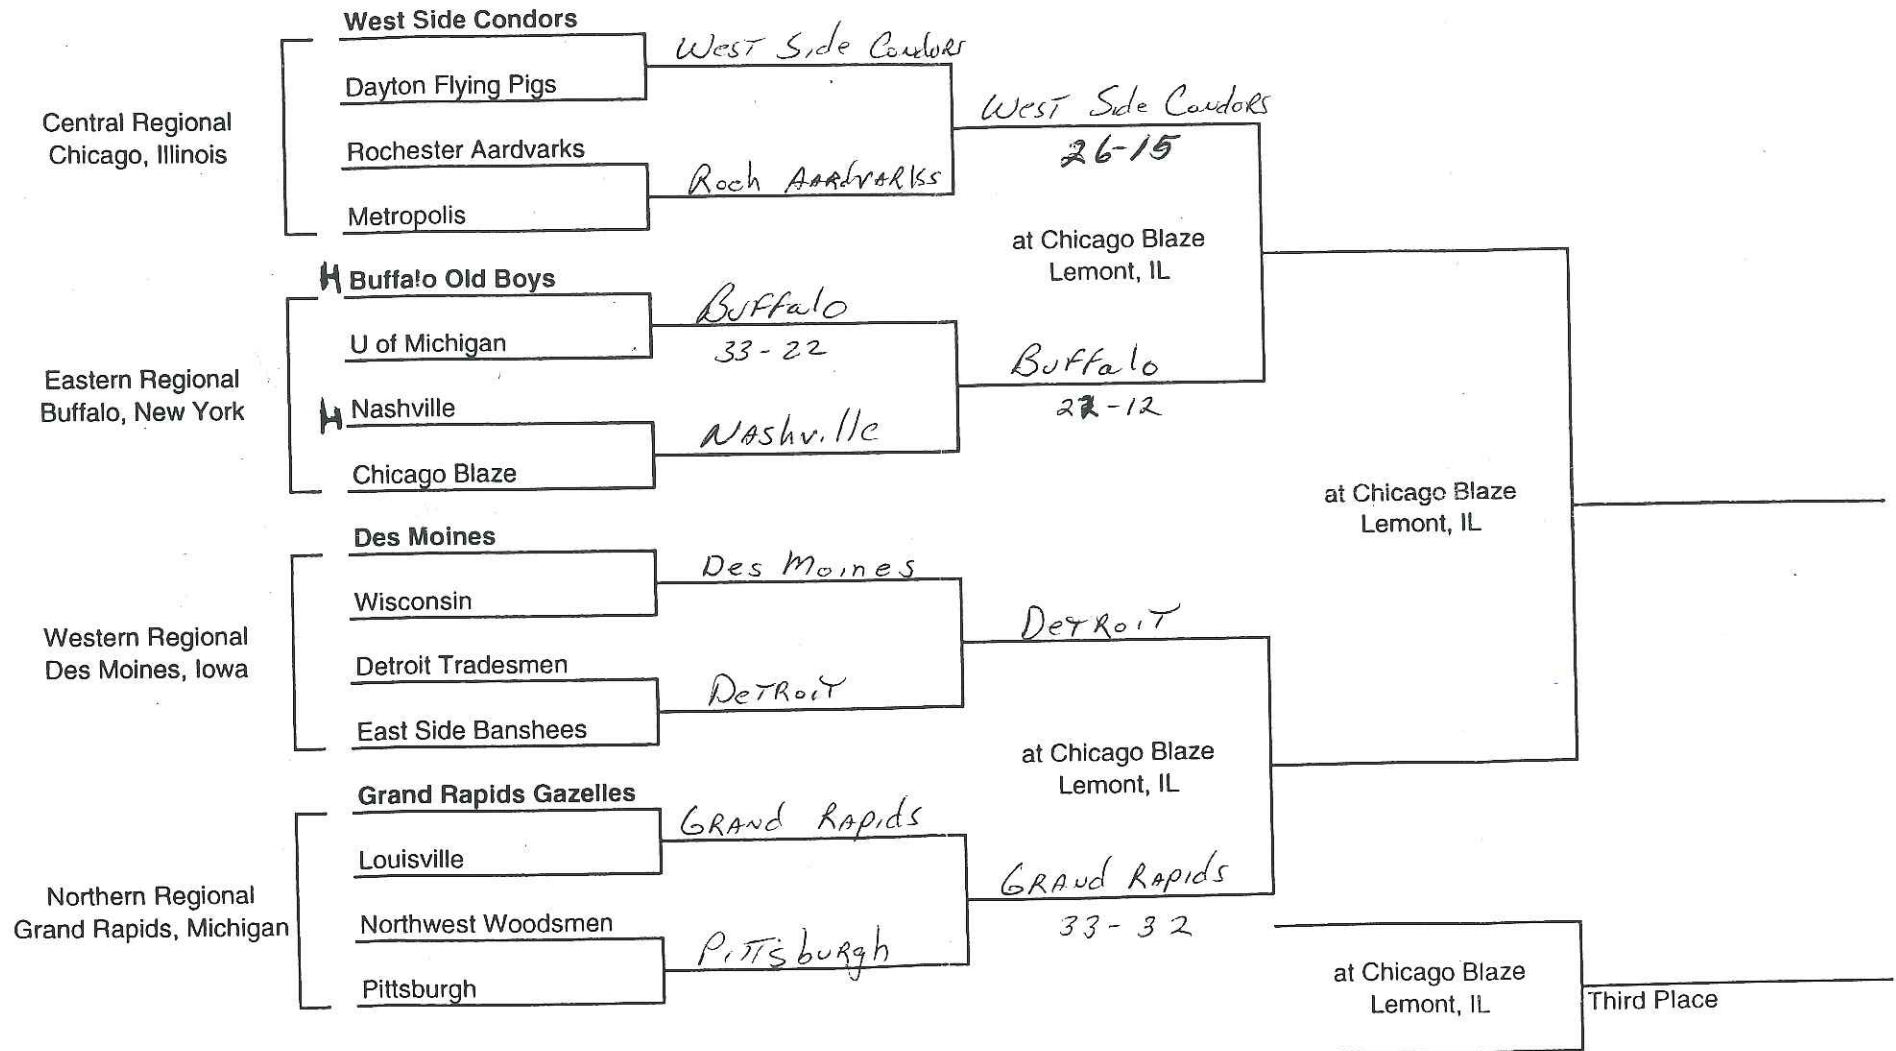 West Side Condors
West Side Condors
Dayton Flying Pigs
West Side Condors
26-15
Central Regional
Chicago, Illinois
Rochester Aardvarks
Roch AARdVARKs
Metropolis
at Chicago Blaze
Lemont, IL
H Buffalo Old Boys
Buffalo
U of Michigan
33-22
Buffalo
-12
Eastern Regional
Buffalo, New York
H Nashville
NAshville
Chicago Blaze
at Chicago Blaze
Lemont, IL
Des Moines
Des Moines
Wisconsin
DeTRoiT
Western Regional
Des Moines, Iowa
Detroit Tradesmen
DeTRoiT
East Side Banshees
at Chicago Blaze
Lemont, IL
Grand Rapids Gazelles
GRANd RApids
Louisville
GRANd RApids
33-32
Northern Regional
Grand Rapids, Michigan
Northwest Woodsmen
PiTTsbuRgh
Pittsburgh
at Chicago Blaze
Lemont, IL
Third Place